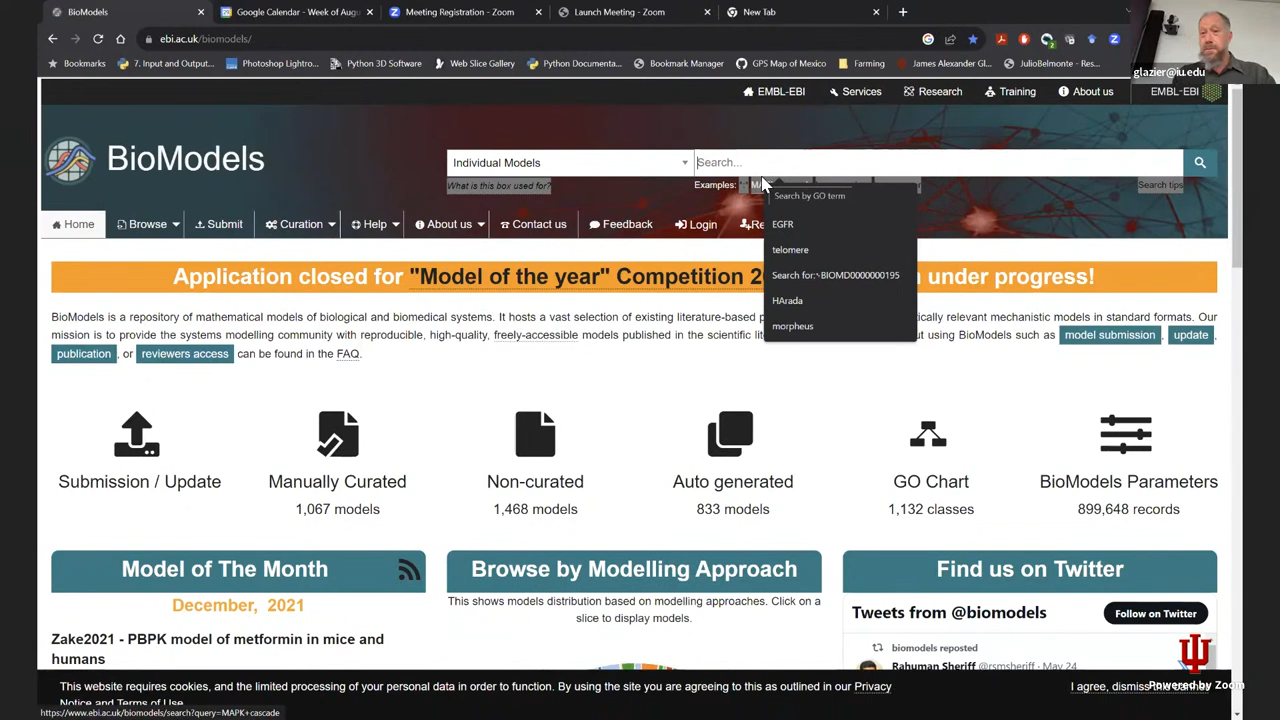 BioModels
Google Calendar - Week of Aug
Meeting Registration - Zoom
Launch Meeting - Zoom
New Tab
ebi.ac.uk/biomodels/
glazier@iu.edu
Bookmarks
7. Input and Output...
Photoshop Lightro...
Python 3D Software
Web Slice Gallery
Python Documenta...
Bookmark Manager
GPS Map of Mexico
Farming
James Alexander Gl...
JulioBelmonte - Res...
EMBL-EBI
Services
Research
Training
About us
EMBL-EBI
BioModels
Individual Models
Search...
What is this box used for?
Examples:
Search tips
Search by GO term
EGFR
telomere
Search for: BIOMD0000000195
HArada
morpheus
Home
Browse
Submit
Curation
Help
About us
Contact us
Feedback
Login
Application closed for "Model of the year" Competition under progress!
BioModels is a repository of mathematical models of biological and biomedical systems. It hosts a vast selection of existing literature-based relevant mechanistic models in standard formats. Our
mission is to provide the systems modelling community with reproducible, high-quality, freely-accessible models published in the scientific using BioModels such as model submission, update
publication, or reviewers access can be found in the FAQ.
Submission / Update
Manually Curated
1,067 models
Non-curated
1,468 models
Auto generated
833 models
GO Chart
1,132 classes
BioModels Parameters
899,648 records
Model of The Month
December, 2021
Zake2021 - PBPK model of metformin in mice and
humans
Browse by Modelling Approach
This shows models distribution based on modelling approaches. Click on a
slice to display models.
Find us on Twitter
Tweets from @biomodels
Follow on Twitter
biomodels reposted
Rahuman Sheriff @rsmsheriff · May 24
This website requires cookies, and the limited processing of your personal data in order to function. By using the site you are agreeing to this as outlined in our Privacy
Notice and Terms of Use
I agree, dismiss this banner
Powered by Zoom
https://www.ebi.ac.uk/biomodels/search?query=MAPK+cascade